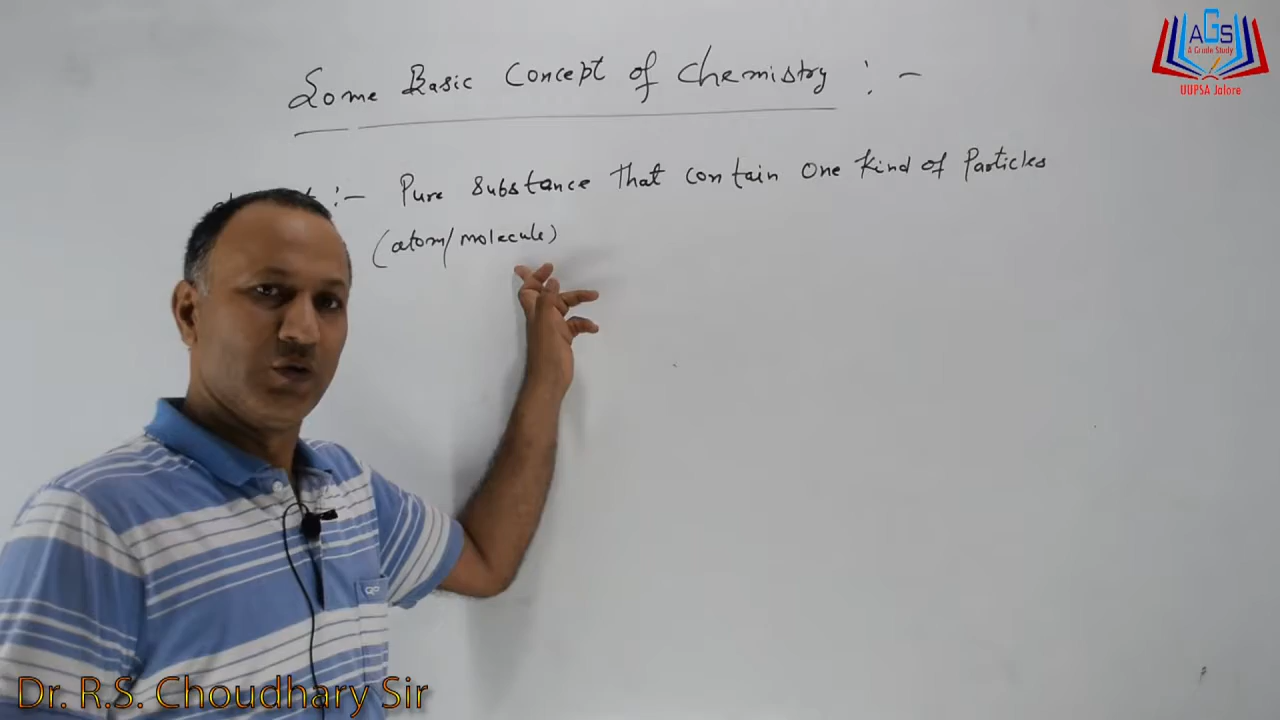 Some Basic Concept of Chemistry : -
:- Pure Substance That contain One Kind of Particles
(atom/molecule)
AGS
A Grade Study
UUPSA Jalore
Dr. R.S. Choudhary Sir